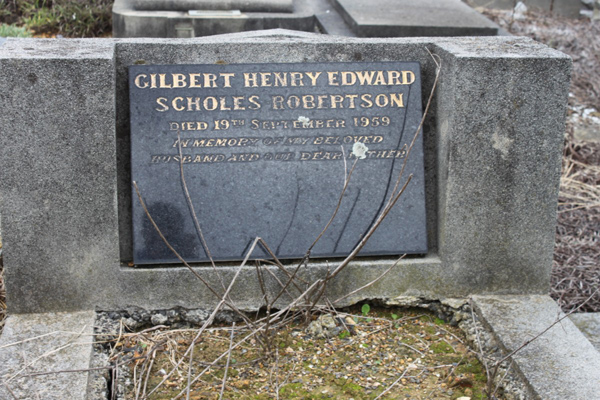 GILBERT HENRY EDWARD
SCHOLES ROBERTSON
DIED 19TH SEPTEMBER 1959
IN MEMORY OF MY BELOVED
HUSBAND AND OUR DEAR FATHER